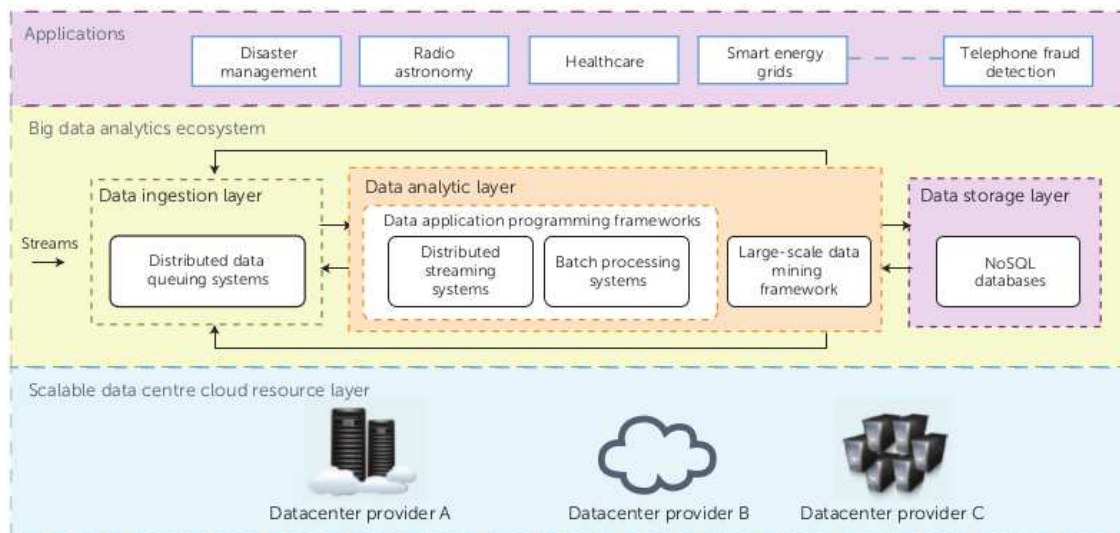 Applications
Disaster
management
Radio
astronomy
Healthcare
Smart energy
grids
Telephone fraud
detection
Big data analytics ecosystem
Streams
Data ingestion layer
Distributed data
queuing systems
Data analytic layer
Data application programming frameworks
Distributed
streaming
systems
Batch processing
systems
Large-scale data
mining
framework
Data storage layer
NoSQL
databases
Scalable data centre cloud resource layer
Datacenter provider A
Datacenter provider B
Datacenter provider C